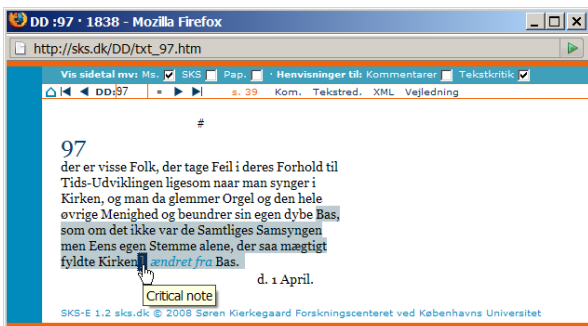 DD :97 · 1838 - Mozilla Firefox
http://sks.dk/DD/txt_97.htm
Vis sidetal mv: Ms. SKS Pap. · Henvisninger til: Kommentarer Tekstkritik
DD:97 s. 39 Kom. Tekstred. XML Vejledning
#
97
der er visse Folk, der tage Feil i deres Forhold til
Tids-Udviklingen ligesom naar man synger i
Kirken, og man da glemmer Orgel og den hele
øvrige Menighed og beundrer sin egen dybe Bas,
som om det ikke var de Samtliges Samsyngen
men Eens egen Stemme alene, der saa mægtigt
fyldte Kirken] ændret fra Bas.
d. 1 April.
Critical note
SKS-E 1.2 sks.dk © 2008 Søren Kierkegaard Forskningscenteret ved Københavns Universitet